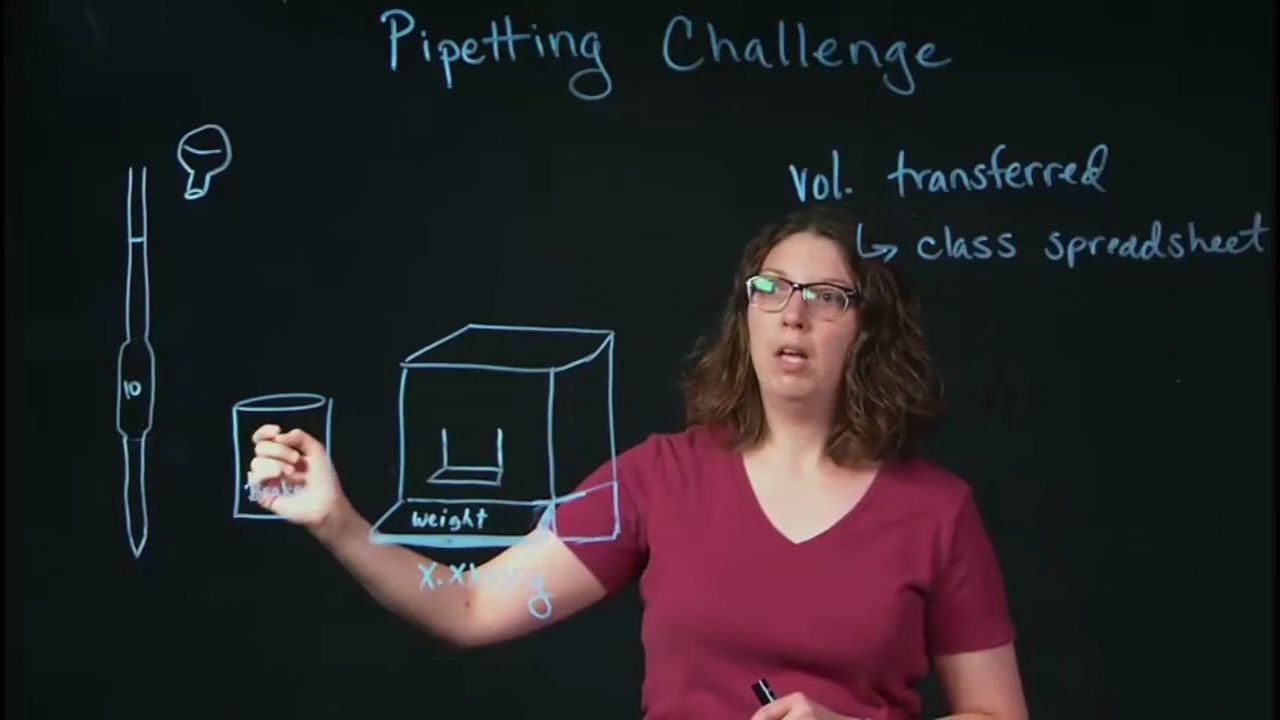 Pipetting Challenge
vol. transferred
↳ class spreadsheet
10
weight